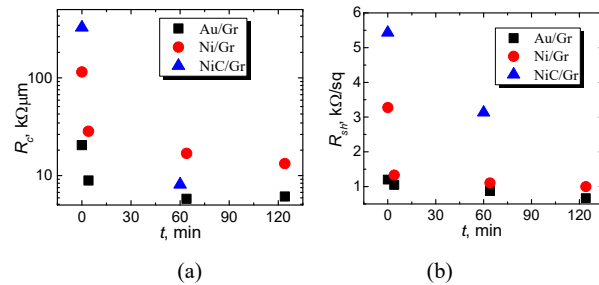 Au/Gr
Ni/Gr
NiC/Gr
100
10
R_c, kΩμm
0 30 60 90 120
t, min
(a)
Au/Gr
Ni/Gr
NiC/Gr
6
5
4
3
2
1
R_sh, kΩ/sq
0 30 60 90 120
t, min
(b)